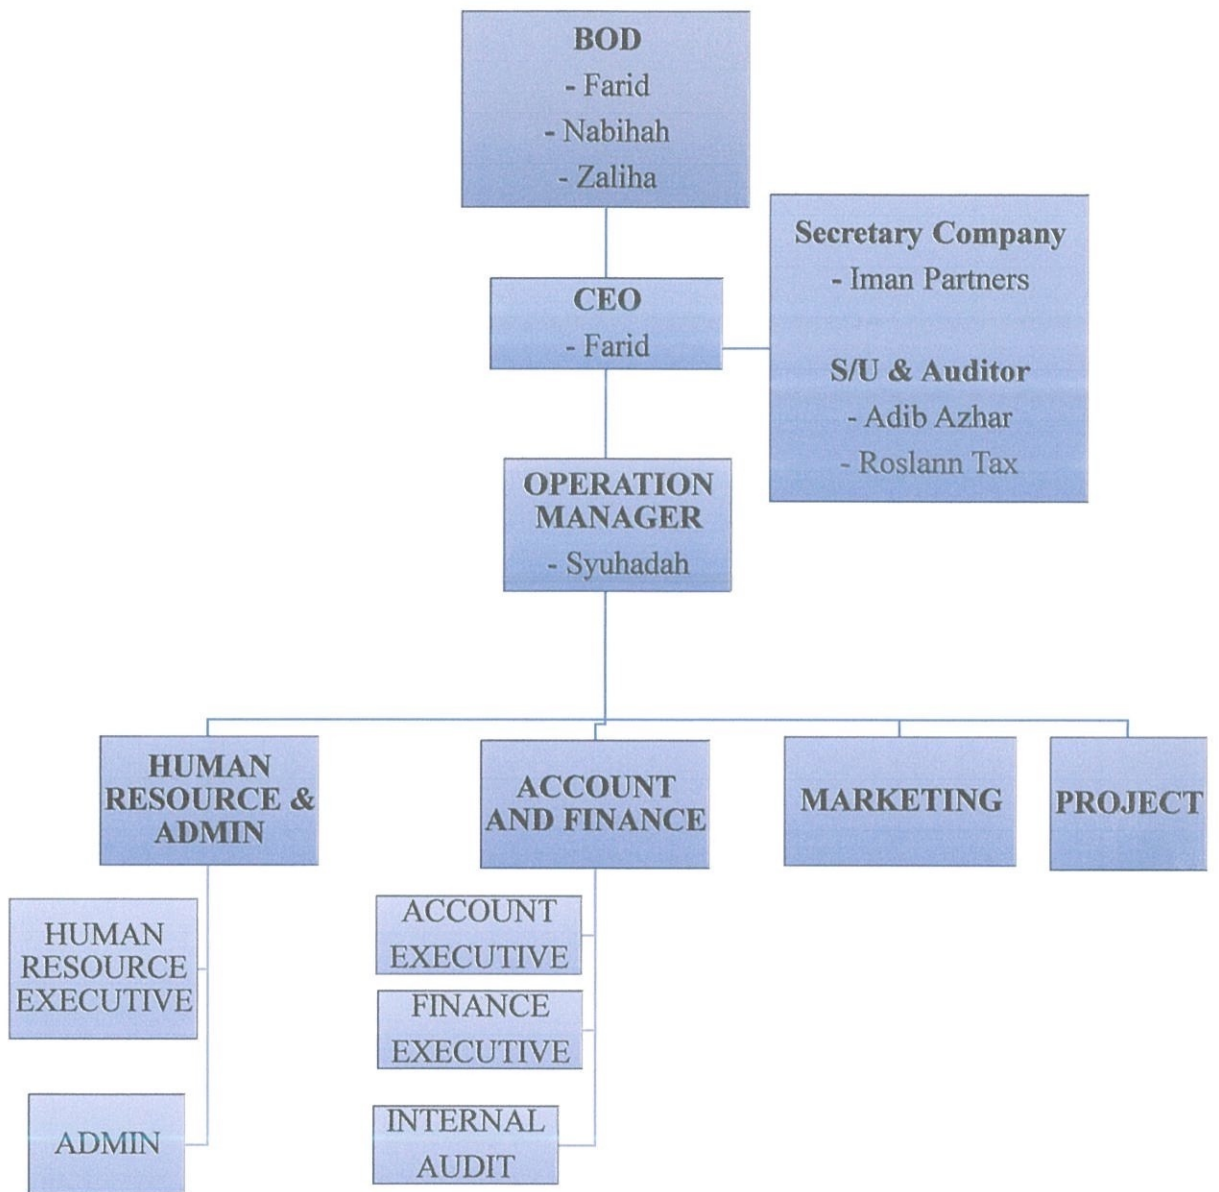 BOD
- Farid
- Nabihah
- Zaliha
Secretary Company
- Iman Partners
CEO
- Farid
S/U & Auditor
- Adib Azhar
- Roslann Tax
OPERATION
MANAGER
- Syuhadah
HUMAN
RESOURCE &
ADMIN
ACCOUNT
AND FINANCE
MARKETING
PROJECT
HUMAN
RESOURCE
EXECUTIVE
ADMIN
ACCOUNT
EXECUTIVE
FINANCE
EXECUTIVE
INTERNAL
AUDIT